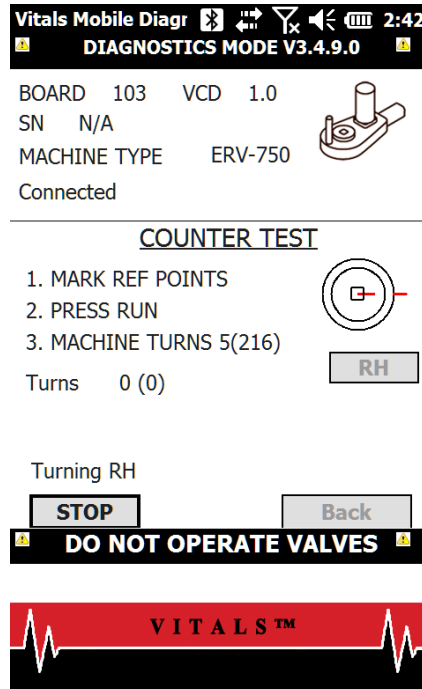 Vitals Mobile Diagr 2:42
DIAGNOSTICS MODE V3.4.9.0
BOARD 103 VCD 1.0
SN N/A
MACHINE TYPE ERV-750
Connected
COUNTER TEST
1. MARK REF POINTS
2. PRESS RUN
3. MACHINE TURNS 5(216)
RH
Turns 0 (0)
Turning RH
STOP Back
DO NOT OPERATE VALVES
VITALS™